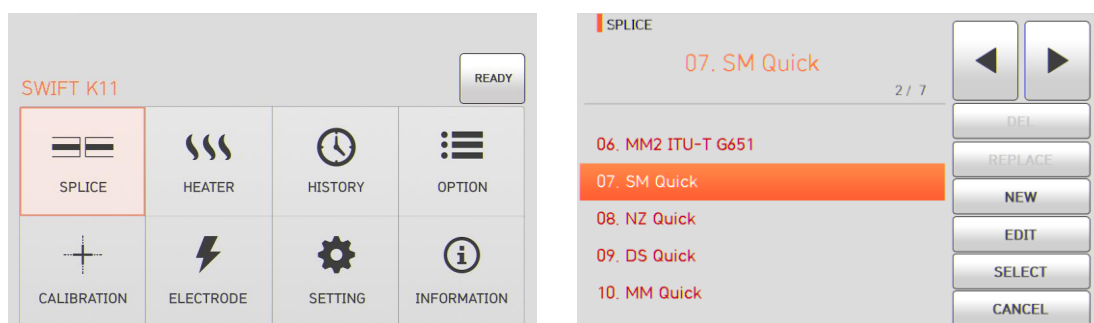 SWIFT K11
READY
SPLICE
HEATER
HISTORY
OPTION
CALIBRATION
ELECTRODE
SETTING
INFORMATION
SPLICE
07. SM Quick
2 / 7
06. MM2 ITU-T G651
07. SM Quick
08. NZ Quick
09. DS Quick
10. MM Quick
DEL
REPLACE
NEW
EDIT
SELECT
CANCEL